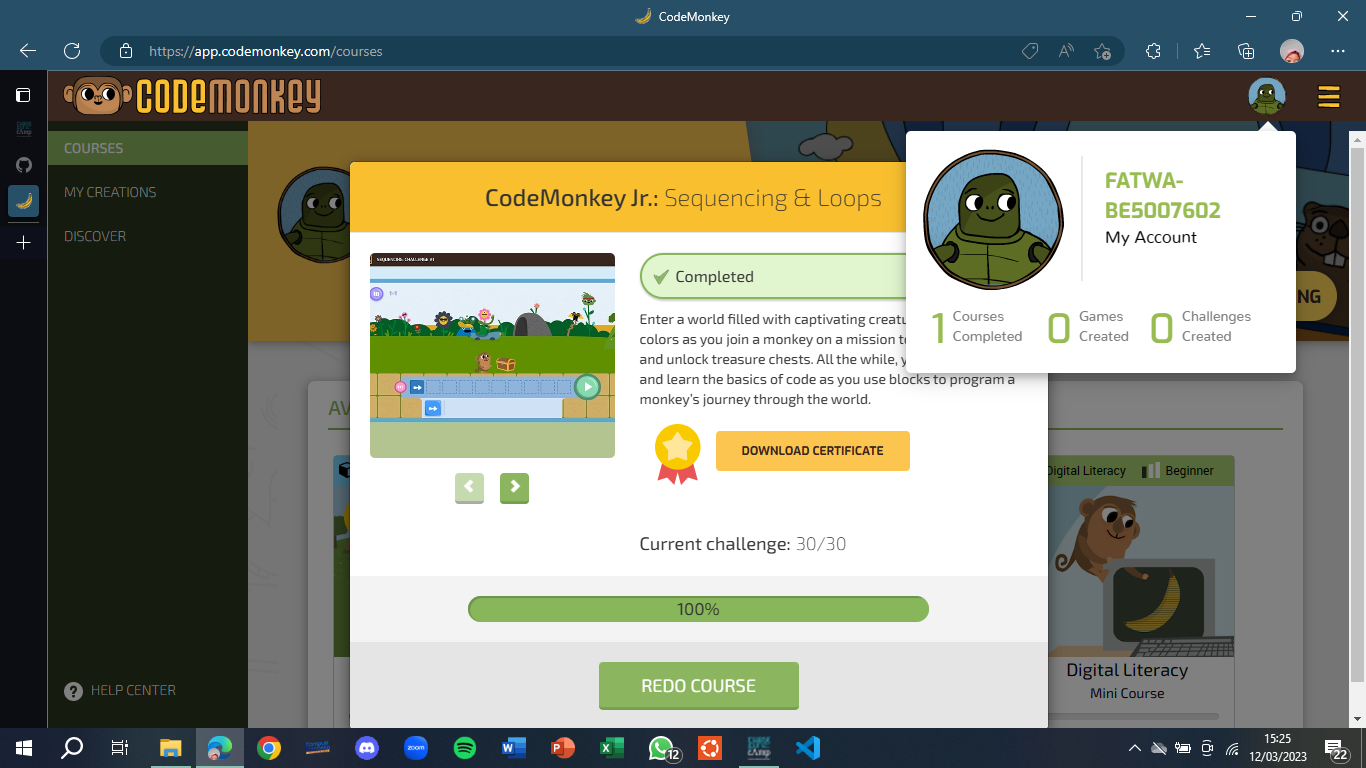 CodeMonkey
https://app.codemonkey.com/courses
CODEMONKEY
COURSES
MY CREATIONS
DISCOVER
HELP CENTER
CodeMonkey Jr.: Sequencing & Loops
FATWA-
BE5007602
My Account
1 Courses Completed
0 Games Created
0 Challenges Created
NG
SEQUENCING CHALLENGE #1
Completed
Enter a world filled with captivating
colors as you join a monkey on a mission to
and unlock treasure chests. All the while,
and learn the basics of code as you use blocks to program a
monkey's journey through the world.
DOWNLOAD CERTIFICATE
Current challenge: 30/30
100%
REDO COURSE
AV
Digital Literacy
Beginner
Digital Literacy
Mini Course
zoom
12
15:25
12/03/2023
22